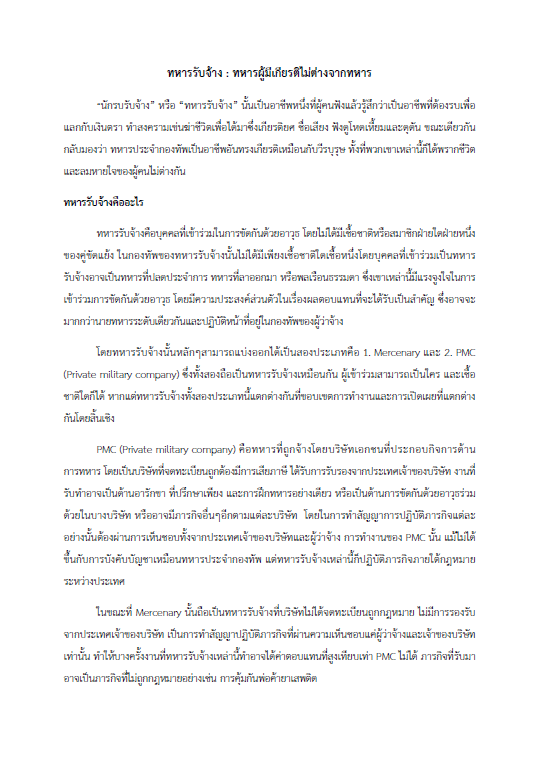 ทหารรับจ้าง : ทหารผู้มีเกียรติไม่ต่างจากทหาร
“นักรบรับจ้าง” หรือ “ทหารรับจ้าง” นั้นเป็นอาชีพหนึ่งที่ผู้คนฟังแล้วรู้สึกว่าเป็นอาชีพที่ต้องรบเพื่อ
แลกกับเงินตรา ทำสงครามเข่นฆ่าชีวิตเพื่อได้มาซึ่งเกียรติยศ ชื่อเสียง ฟังดูโหดเหี้ยมและดุดัน ขณะเดียวกัน
กลับมองว่า ทหารประจำกองทัพเป็นอาชีพอันทรงเกียรติเหมือนกับวีรบุรุษ ทั้งที่พวกเขาเหล่านี้ก็ได้พรากชีวิต
และลมหายใจของผู้คนไม่ต่างกัน
ทหารรับจ้างคืออะไร
ทหารรับจ้างคือบุคคลที่เข้าร่วมในการขัดกันด้วยอาวุธ โดยไม่ได้มีเชื้อชาติหรือสมาชิกฝ่ายใดฝ่ายหนึ่ง
ของคู่ขัดแย้ง ในกองทัพของทหารรับจ้างนั้นไม่ได้มีเพียงเชื้อชาติใดเชื้อหนึ่งโดยบุคคลที่เข้าร่วมเป็นทหาร
รับจ้างอาจเป็นทหารที่ปลดประจำการ ทหารที่ลาออกมา หรือพลเรือนธรรมดา ซึ่งเขาเหล่านี้มีแรงจูงใจในการ
เข้าร่วมการขัดกันด้วยอาวุธ โดยมีความประสงค์ส่วนตัวในเรื่องผลตอบแทนที่จะได้รับเป็นสำคัญ ซึ่งอาจจะ
มากกว่านายทหารระดับเดียวกันและปฏิบัติหน้าที่อยู่ในกองทัพของผู้ว่าจ้าง
โดยทหารรับจ้างนั้นหลักๆสามารถแบ่งออกได้เป็นสองประเภทคือ 1. Mercenary และ 2. PMC
(Private military company) ซึ่งทั้งสองถือเป็นทหารรับจ้างเหมือนกัน ผู้เข้าร่วมสามารถเป็นใคร และเชื้อ
ชาติใดก็ได้ หากแต่ทหารรับจ้างทั้งสองประเภทนี้แตกต่างกันที่ขอบเขตการทำงานและการเปิดเผยที่แตกต่าง
กันโดยสิ้นเชิง
PMC (Private military company) คือทหารที่ถูกจ้างโดยบริษัทเอกชนที่ประกอบกิจการด้าน
การทหาร โดยเป็นบริษัทที่จดทะเบียนถูกต้องมีการเสียภาษี ได้รับการรับรองจากประเทศเจ้าของบริษัท งานที่
รับทำอาจเป็นด้านอารักขา ที่ปรึกษาเพียง และการฝึกทหารอย่างเดียว หรือเป็นด้านการขัดกันด้วยอาวุธร่วม
ด้วยในบางบริษัท หรืออาจมีภารกิจอื่นๆอีกตามแต่ละบริษัท โดยในการทำสัญญาการปฏิบัติภารกิจแต่ละ
อย่างนั้นต้องผ่านการเห็นชอบทั้งจากประเทศเจ้าของบริษัทและผู้ว่าจ้าง การทำงานของ PMC นั้น แม้ไม่ได้
ขึ้นกับการบังคับบัญชาเหมือนทหารประจำกองทัพ แต่ทหารรับจ้างเหล่านี้ก็ปฏิบัติภารกิจภายใต้กฎหมาย
ระหว่างประเทศ
ในขณะที่ Mercenary นั้นถือเป็นทหารรับจ้างที่บริษัทไม่ได้จดทะเบียนถูกกฎหมาย ไม่มีการรองรับ
จากประเทศเจ้าของบริษัท เป็นการทำสัญญาปฏิบัติภารกิจที่ผ่านความเห็นชอบแค่ผู้ว่าจ้างและเจ้าของบริษัท
เท่านั้น ทำให้บางครั้งงานที่ทหารรับจ้างเหล่านี้ทำอาจได้ค่าตอบแทนที่สูงเทียบเท่า PMC ไม่ได้ ภารกิจที่รับมา
อาจเป็นภารกิจที่ไม่ถูกกฎหมายอย่างเช่น การคุ้มกันพ่อค้ายาเสพติด